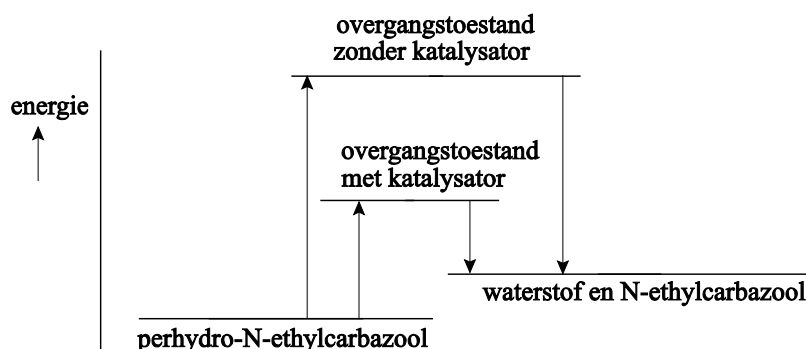 overgangstoestand
zonder katalysator
energie
overgangstoestand
met katalysator
waterstof en N-ethylcarbazool
perhydro-N-ethylcarbazool